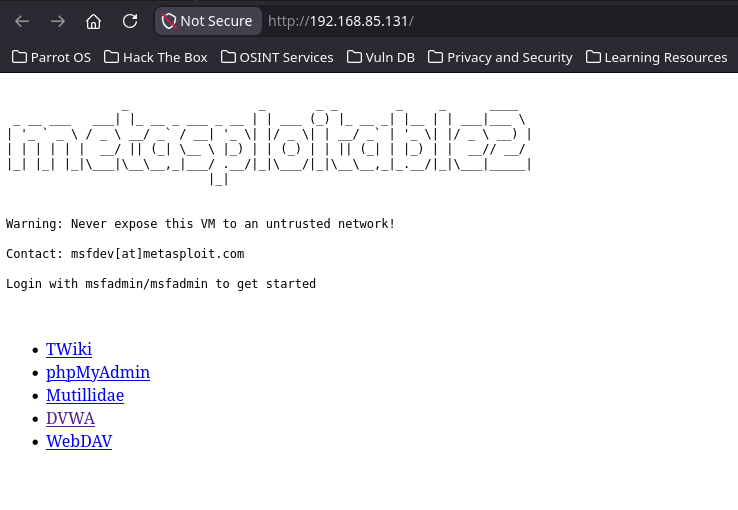 Not Secure http://192.168.85.131/
Parrot OS Hack The Box OSINT Services Vuln DB Privacy and Security Learning Resources
metasploitable2
Warning: Never expose this VM to an untrusted network!
Contact: msfdev[at]metasploit.com
Login with msfadmin/msfadmin to get started
TWiki
phpMyAdmin
Mutillidae
DVWA
WebDAV